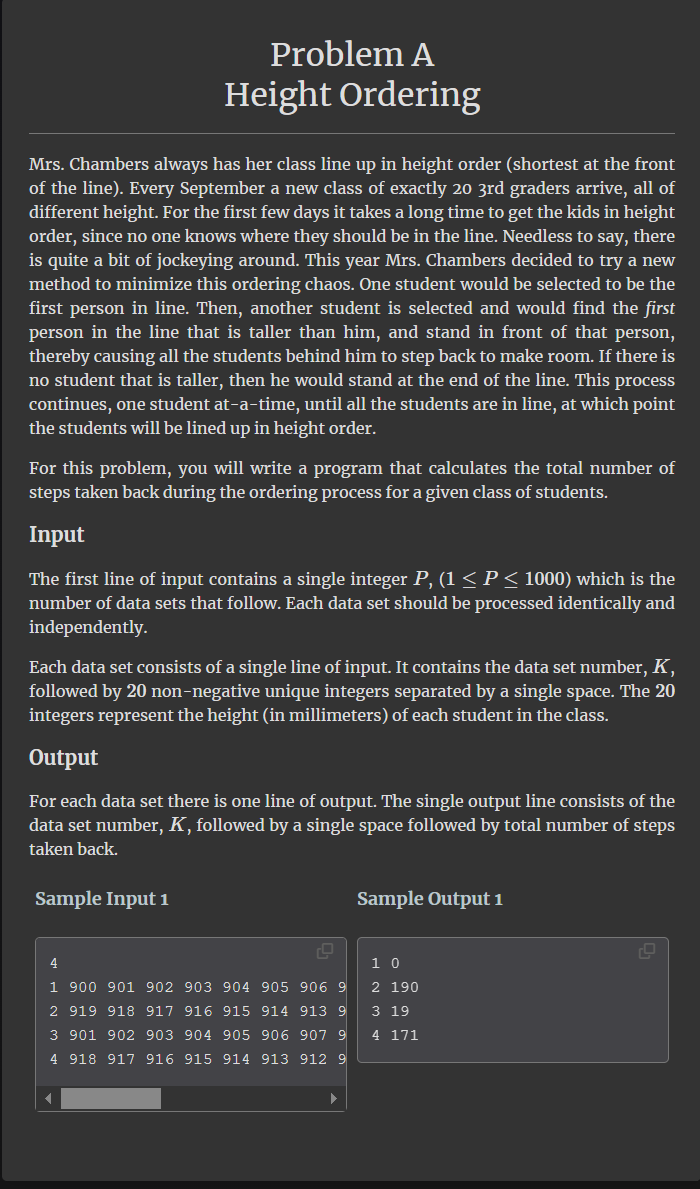 Problem A
Height Ordering
Mrs. Chambers always has her class line up in height order (shortest at the front
of the line). Every September a new class of exactly 20 3rd graders arrive, all of
different height. For the first few days it takes a long time to get the kids in height
order, since no one knows where they should be in the line. Needless to say, there
is quite a bit of jockeying around. This year Mrs. Chambers decided to try a new
method to minimize this ordering chaos. One student would be selected to be the
first person in line. Then, another student is selected and would find the first
person in the line that is taller than him, and stand in front of that person,
thereby causing all the students behind him to step back to make room. If there is
no student that is taller, then he would stand at the end of the line. This process
continues, one student at-a-time, until all the students are in line, at which point
the students will be lined up in height order.
For this problem, you will write a program that calculates the total number of
steps taken back during the ordering process for a given class of students.
Input
The first line of input contains a single integer P, (1 ≤ P ≤ 1000) which is the
number of data sets that follow. Each data set should be processed identically and
independently.
Each data set consists of a single line of input. It contains the data set number, K,
followed by 20 non-negative unique integers separated by a single space. The 20
integers represent the height (in millimeters) of each student in the class.
Output
For each data set there is one line of output. The single output line consists of the
data set number, K, followed by a single space followed by total number of steps
taken back.
Sample Input 1
4
1 900 901 902 903 904 905 906 9
2 919 918 917 916 915 914 913 9
3 901 902 903 904 905 906 907 9
4 918 917 916 915 914 913 912 9
Sample Output 1
1 0
2 190
3 19
4 171